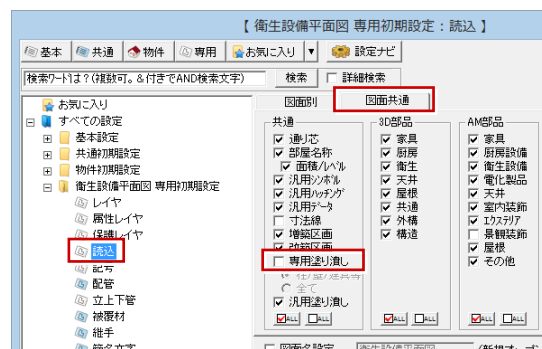 【 衛生設備平面図 専用初期設定：読込 】
基本 共通 物件 専用 お気に入り ▼ 設定ナビ
検索ワードは？(複数可。＆付きでAND検索文字) 検索 詳細検索
お気に入り
すべての設定
基本設定
共通初期設定
物件初期設定
衛生設備平面図 専用初期設定
レイヤ
属性レイヤ
保護レイヤ
読込
記号
配管
立上下管
被覆材
継手
図面別 図面共通
共通
通り芯
部屋名称
面積/レベル
汎用シンボル
汎用ハッチング
汎用データ
寸法線
増築区画
改築区画
専用塗り潰し
全て
汎用塗り潰し
ALL ALL
3D部品
家具
厨房
衛生
天井
屋根
共通
外構
構造
ALL ALL
AM部品
家具
厨房設備
衛生設備
電化製品
天井
室内装飾
エクステリア
景観装飾
屋根
その他
ALL ALL
図面名設定 衛生設備平面図